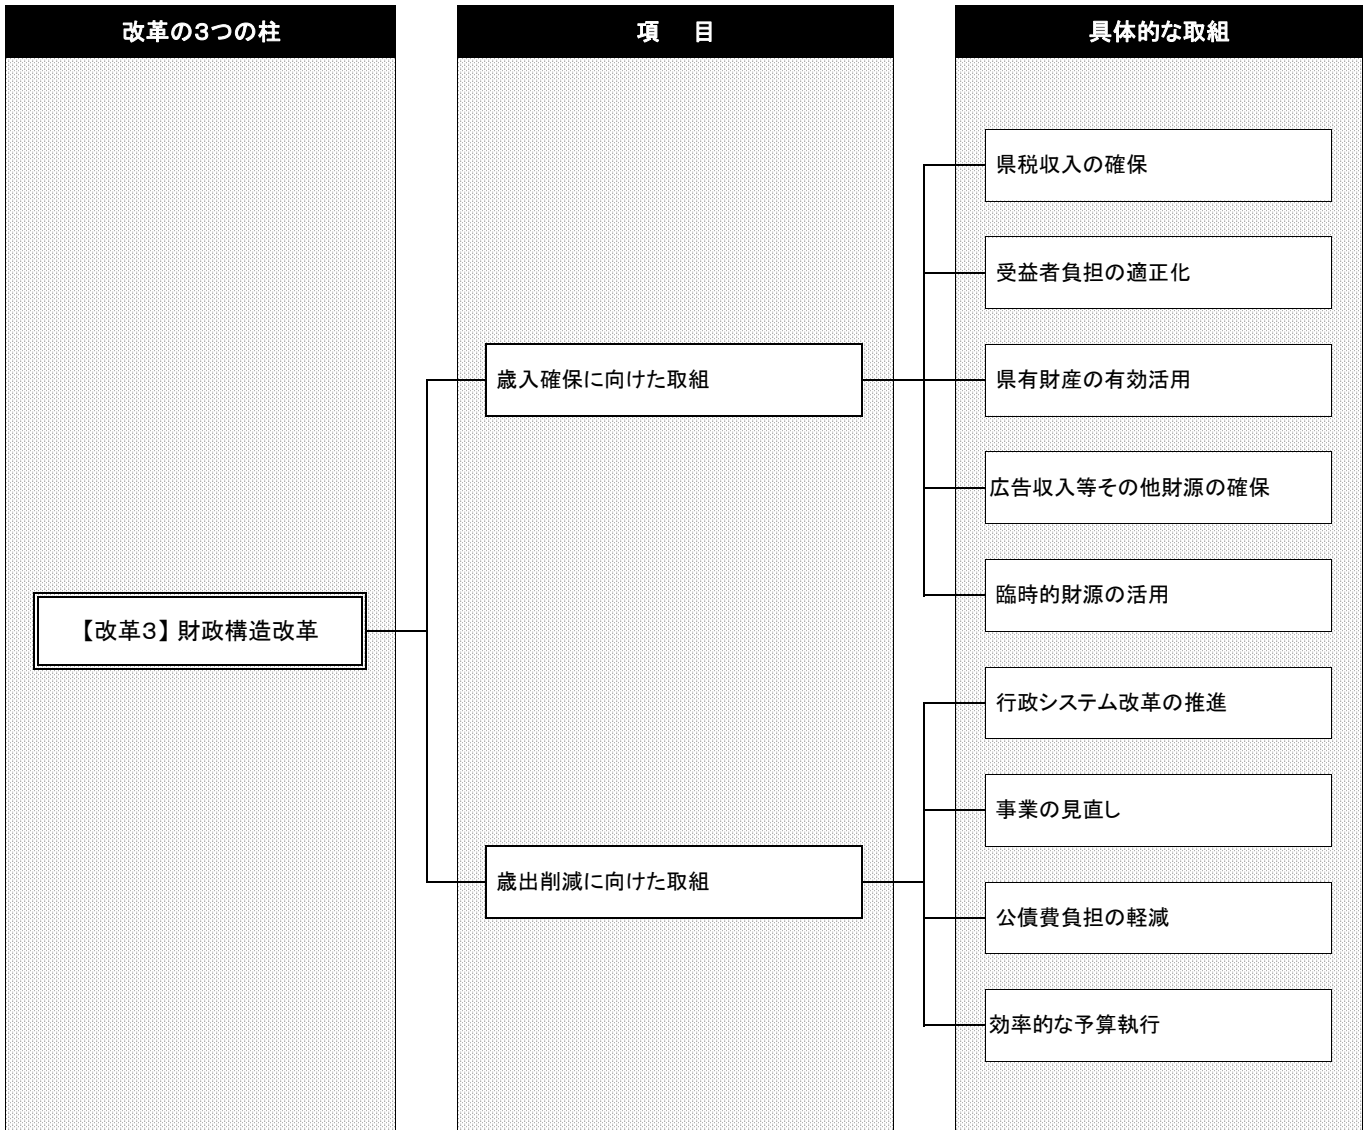 改革の3つの柱
項　目
具体的な取組
県税収入の確保
受益者負担の適正化
歳入確保に向けた取組
県有財産の有効活用
広告収入等その他財源の確保
臨時的財源の活用
【改革3】財政構造改革
行政システム改革の推進
事業の見直し
歳出削減に向けた取組
公債費負担の軽減
効率的な予算執行